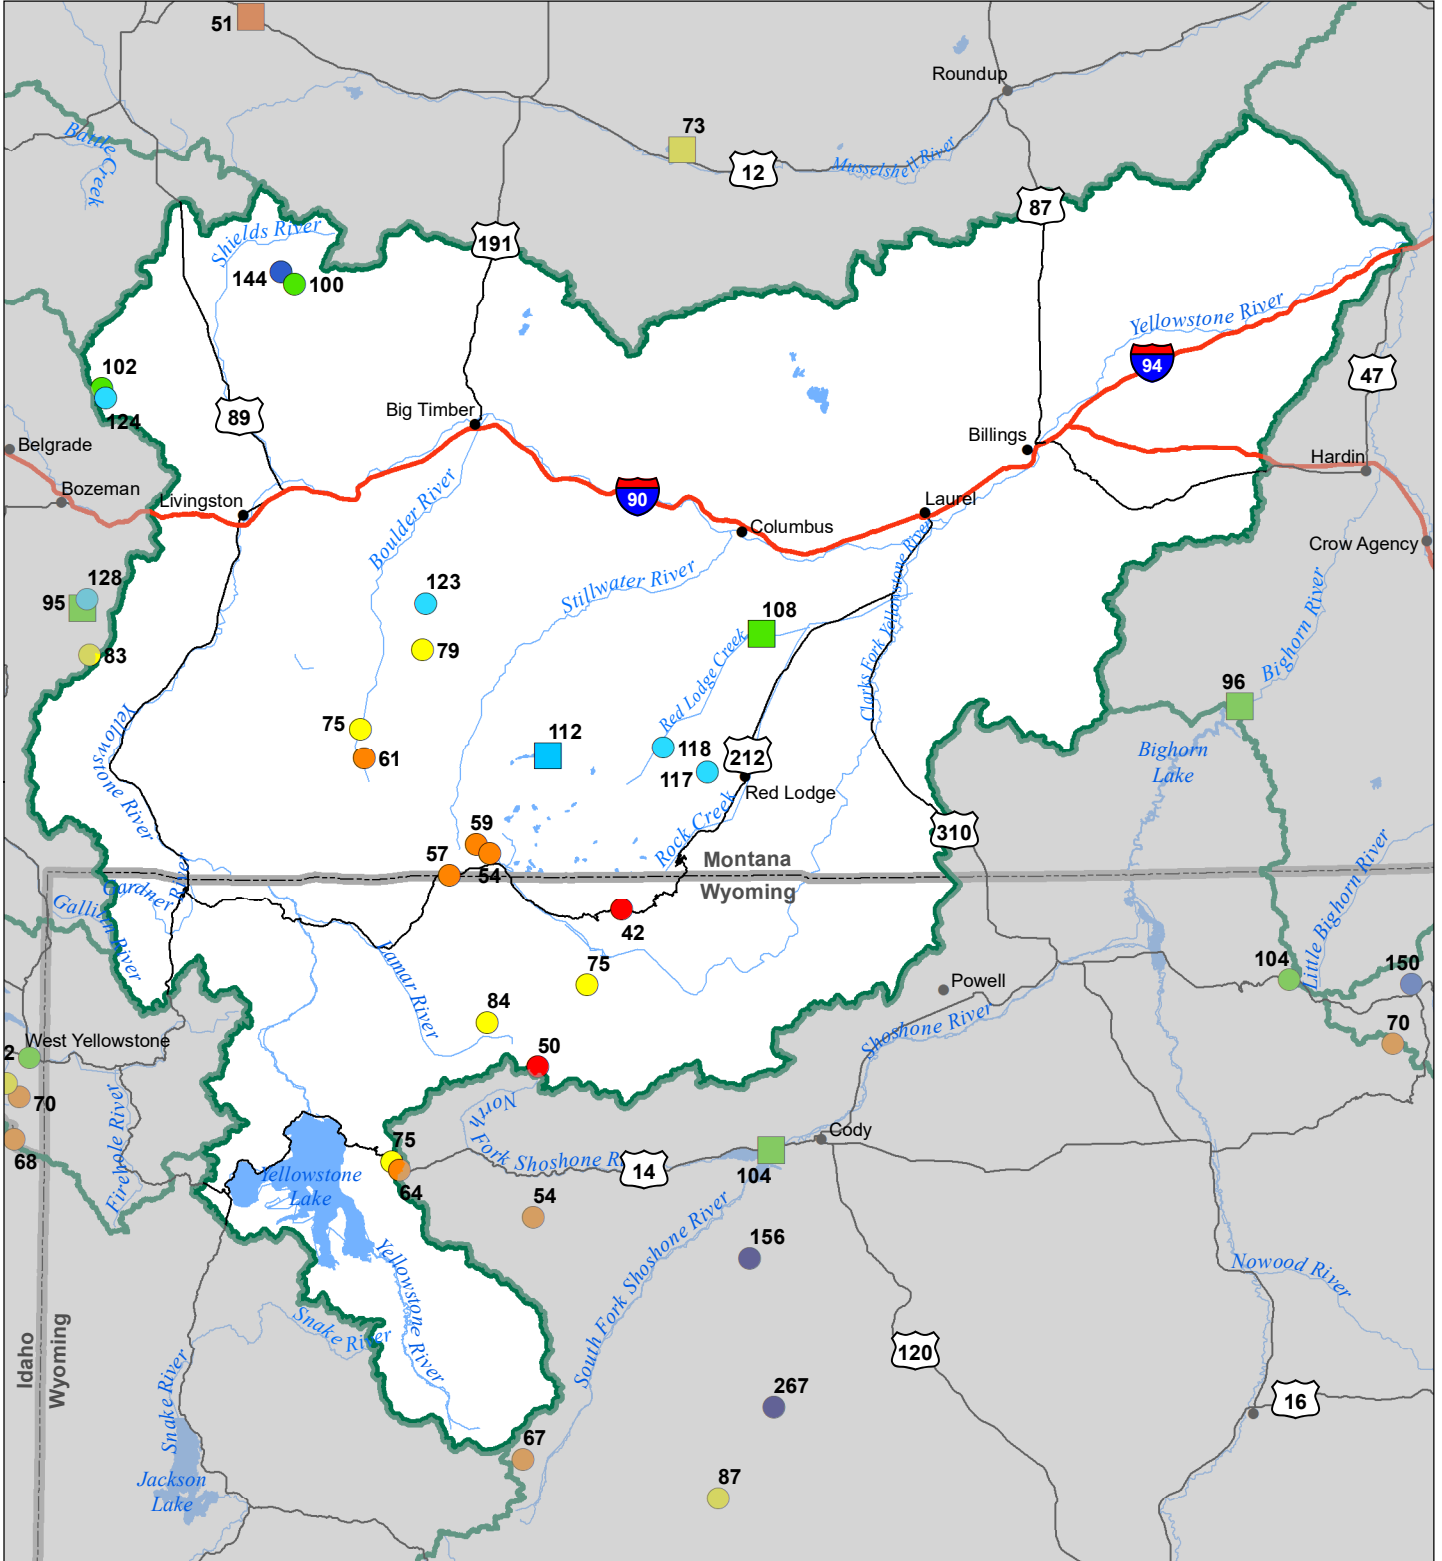 51
Roundup
73
12
Musselshell River
Battle
Creek
87
191
Shields River
144
100
Yellowstone River
94
47
102
124
89
Big Timber
Belgrade
Billings
Hardin
Bozeman
Livingston
90
Laurel
Columbus
Crow Agency
Boulder River
Stillwater River
128
95
123
108
83
79
Red Lodge Creek
Clarks Fork Yellowstone River
Bighorn River
96
75
61
112
118
117
212
Red Lodge
Bighorn
Lake
Yellowstone River
59
57
54
Rock Creek
310
Montana
Wyoming
Gardner River
Gallatin River
42
Little Bighorn River
75
104
150
Powell
Lamar River
84
Shoshone River
70
2
West Yellowstone
50
70
Firehole River
North
Fork Shoshone R
68
75
64
14
104
Cody
Yellowstone
Lake
54
156
South Fork Shoshone River
Yellowstone River
Nowood River
Snake River
Idaho
Wyoming
120
Snake River
267
16
67
87
Jackson
Lake